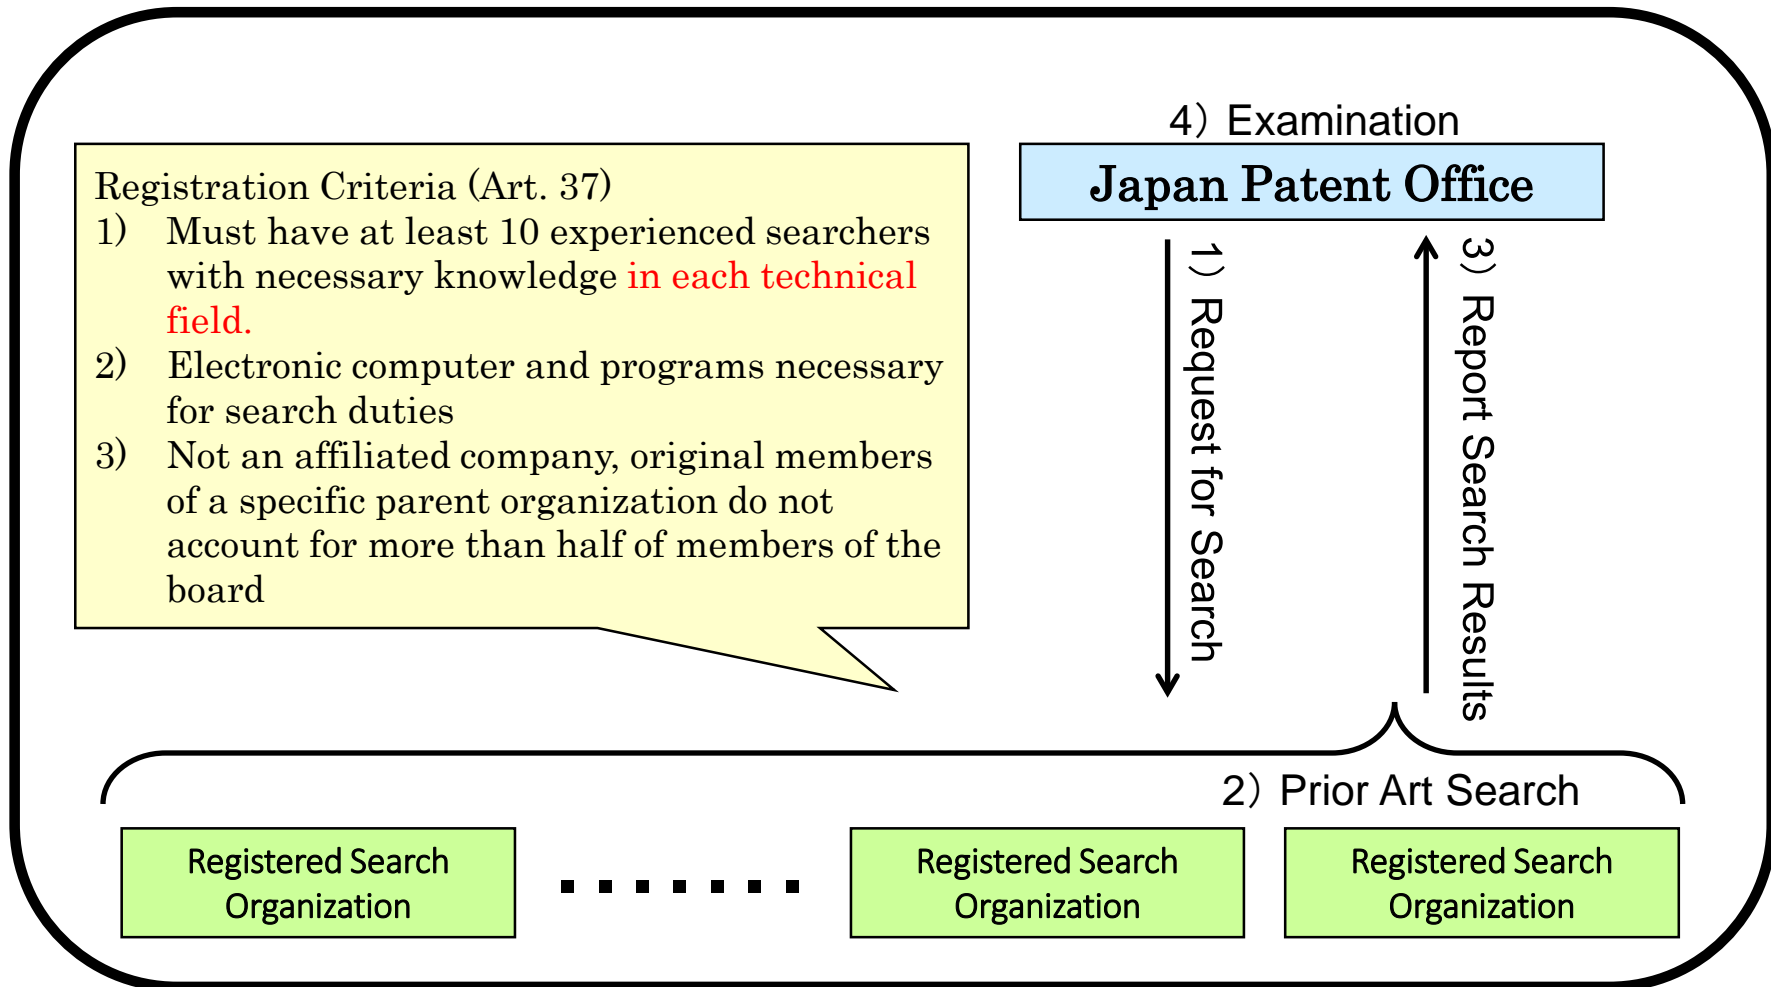 4）Examination
Japan Patent Office
Registration Criteria (Art. 37)
1) Must have at least 10 experienced searchers
with necessary knowledge in each technical
field.
2) Electronic computer and programs necessary
for search duties
3) Not an affiliated company, original members
of a specific parent organization do not
account for more than half of members of the
board
1）Request for Search
3）Report Search Results
2）Prior Art Search
Registered Search
Organization
Registered Search
Organization
Registered Search
Organization